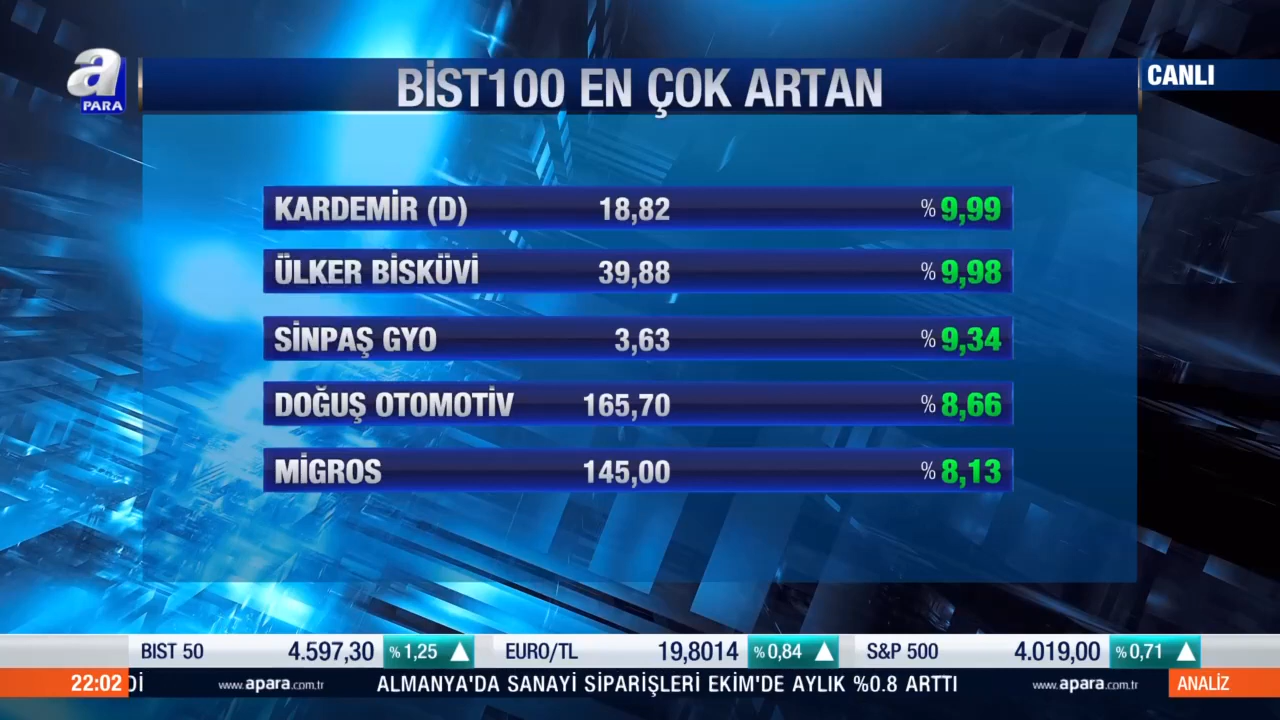 BİST100 EN ÇOK ARTAN
CANLI
a
PARA
KARDEMİR (D) 18,82 % 9,99
ÜLKER BİSKÜVİ 39,88 % 9,98
SİNPAŞ GYO 3,63 % 9,34
DOĞUŞ OTOMOTİV 165,70 % 8,66
MİGROS 145,00 % 8,13
BIST 50 4.597,30 % 1,25 EURO/TL 19,8014 % 0,84 S&P 500 4.019,00 % 0,71
22:02 Dİ www.apara.com.tr ALMANYA'DA SANAYİ SİPARİŞLERİ EKİM'DE AYLIK %0.8 ARTTI www.apara.com.tr ANALİZ